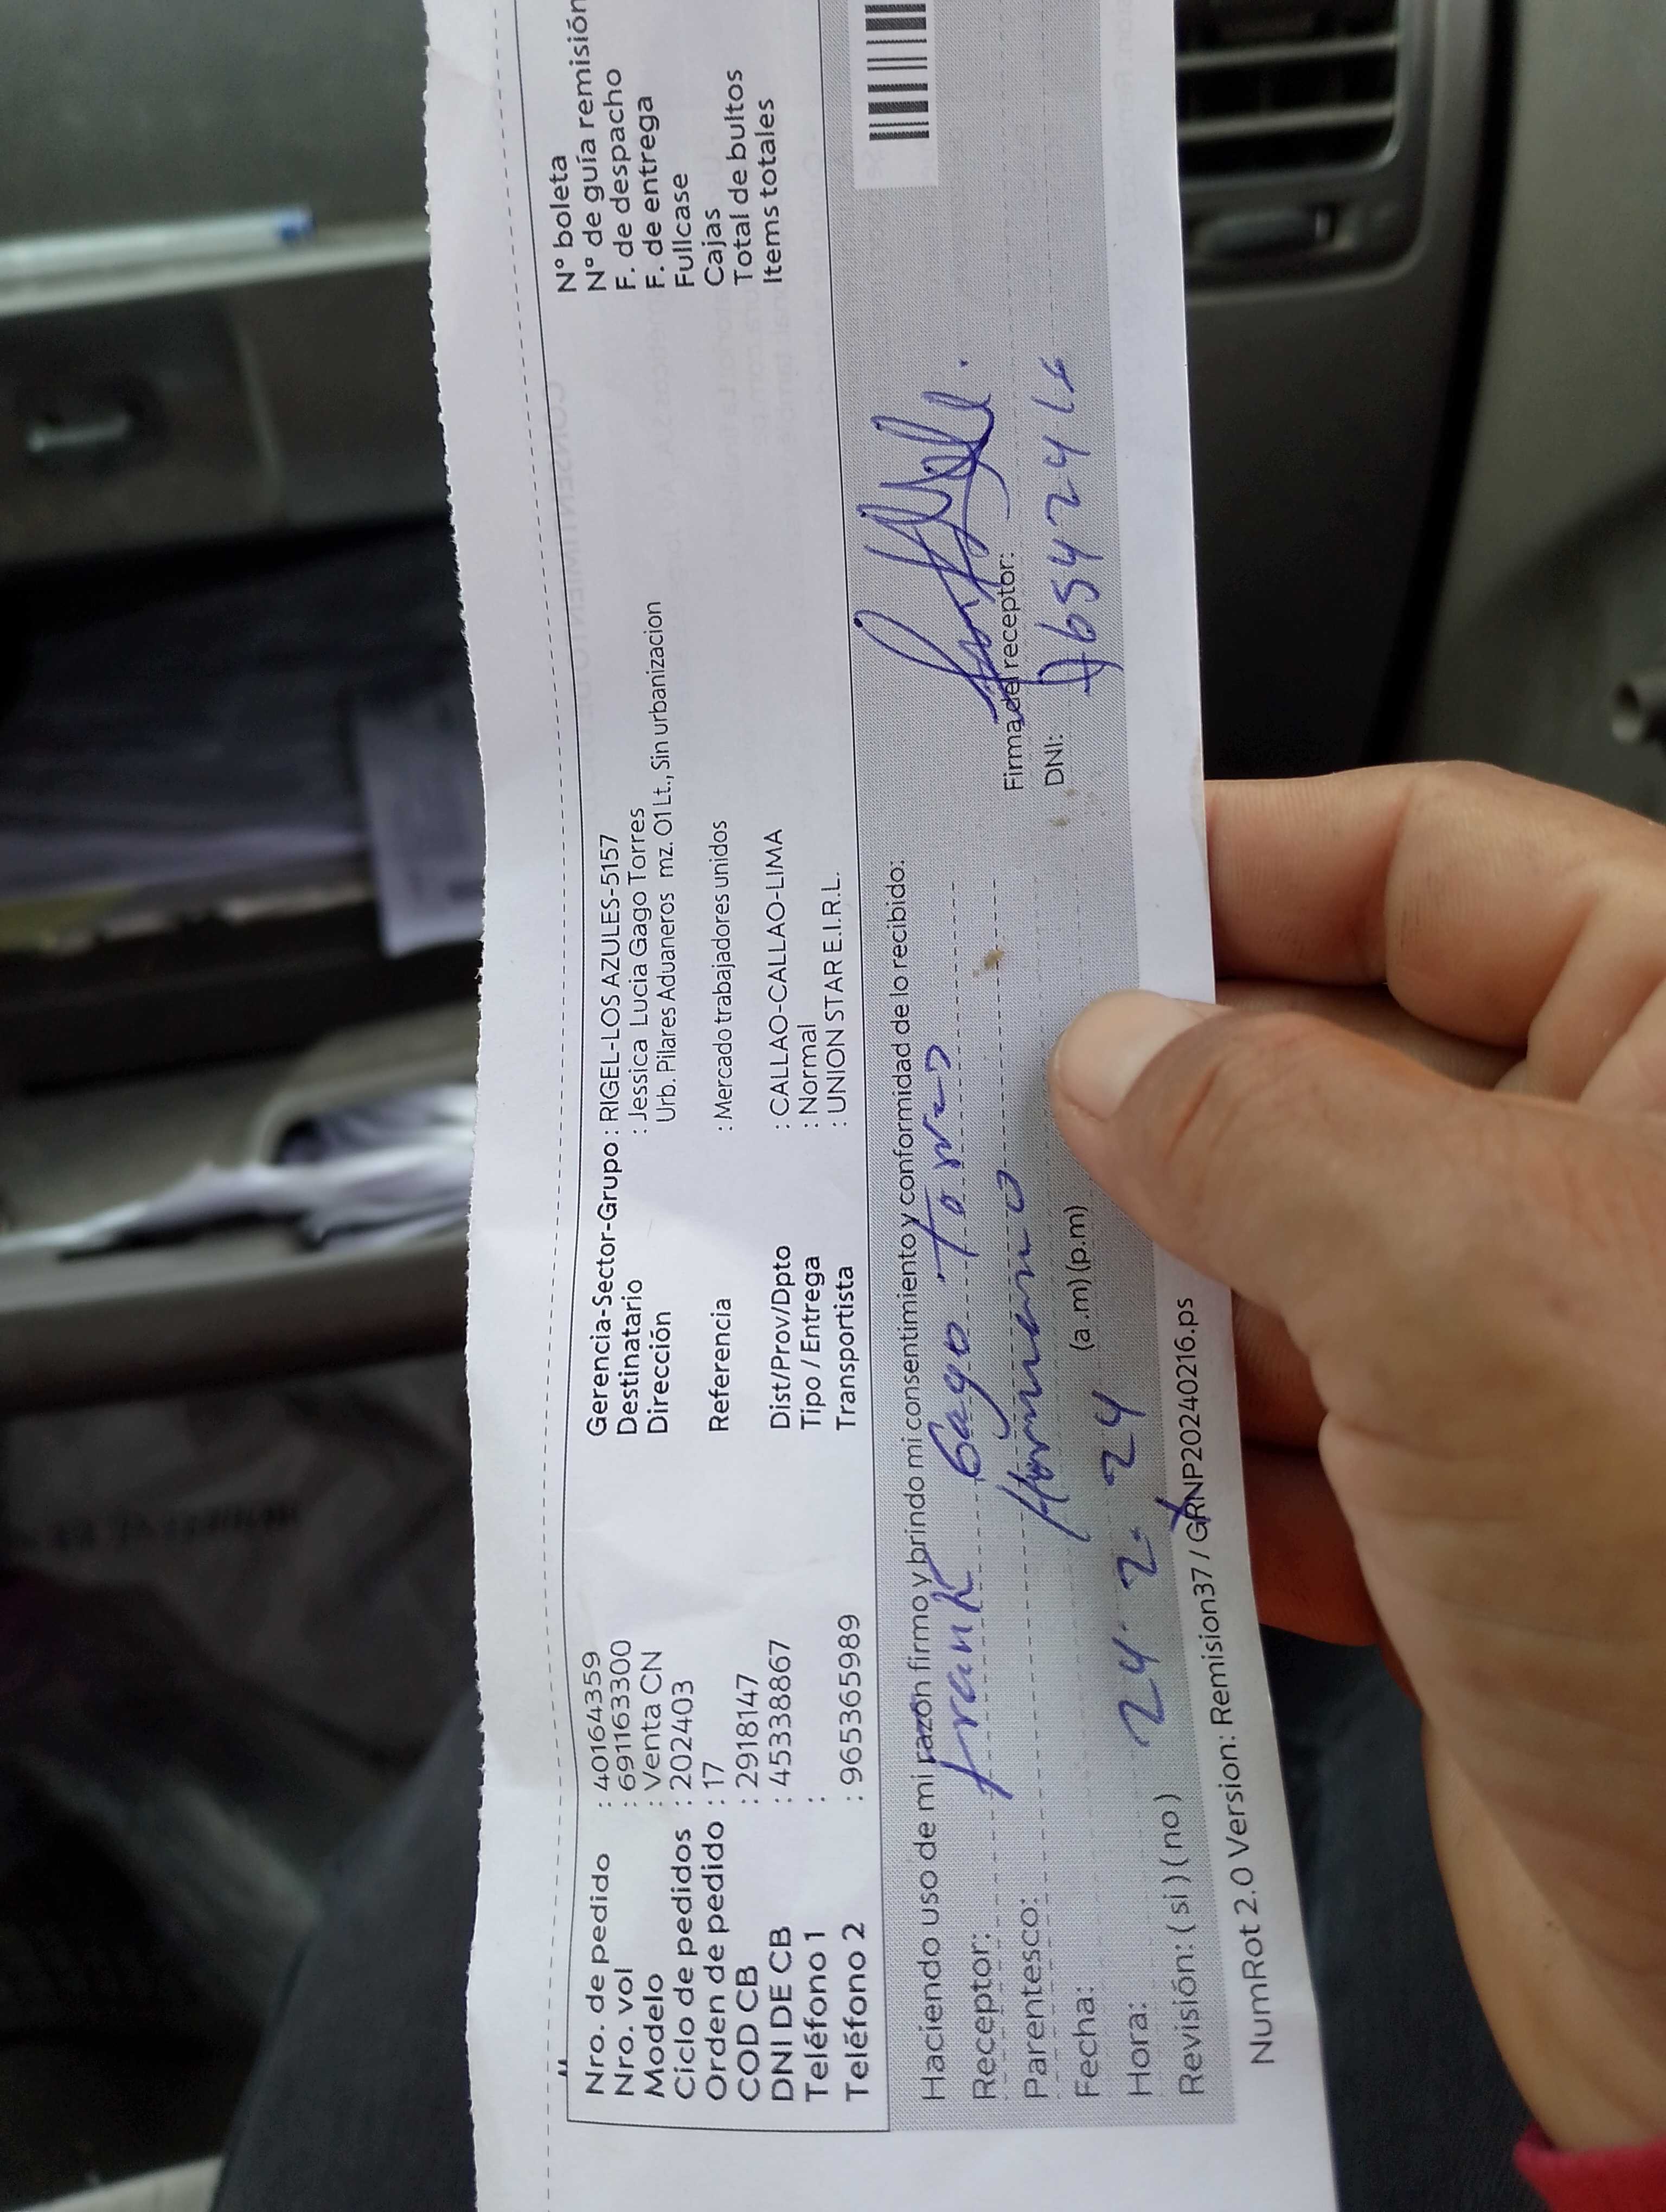 Nro. de pedido : 40164359
Nro. vol : 691163300
Modelo : Venta CN
Ciclo de pedidos : 202403
Orden de pedido : 17
COD CB : 2918147
DNI DE CB : 45338867
Teléfono 1 :
Teléfono 2 : 965365989
Gerencia-Sector-Grupo : RIGEL-LOS AZULES-5157
Destinatario : Jessica Lucia Gago Torres
Dirección Urb. Pilares Aduaneros mz. 01 Lt., Sin urbanizacion
Referencia : Mercado trabajadores unidos
Dist/Prov/Dpto : CALLAO-CALLAO-LIMA
Tipo / Entrega : Normal
Transportista : UNION STAR E.I.R.L.
N° boleta
N° de guía remisión
F. de despacho
F. de entrega
Fullcase
Cajas
Total de bultos
Items totales
Haciendo uso de mi razón firmo y brindo mi consentimiento y conformidad de lo recibido:
Receptor: Frank Gago Torres
Parentesco: Hermano
Fecha: 24. 2. 24
Hora: (a.m) (p.m)
Revisión: ( si ) ( no )
Firma del receptor:
DNI:
NumRot 2.0 Version: Remision37 / GRNP20240216.ps